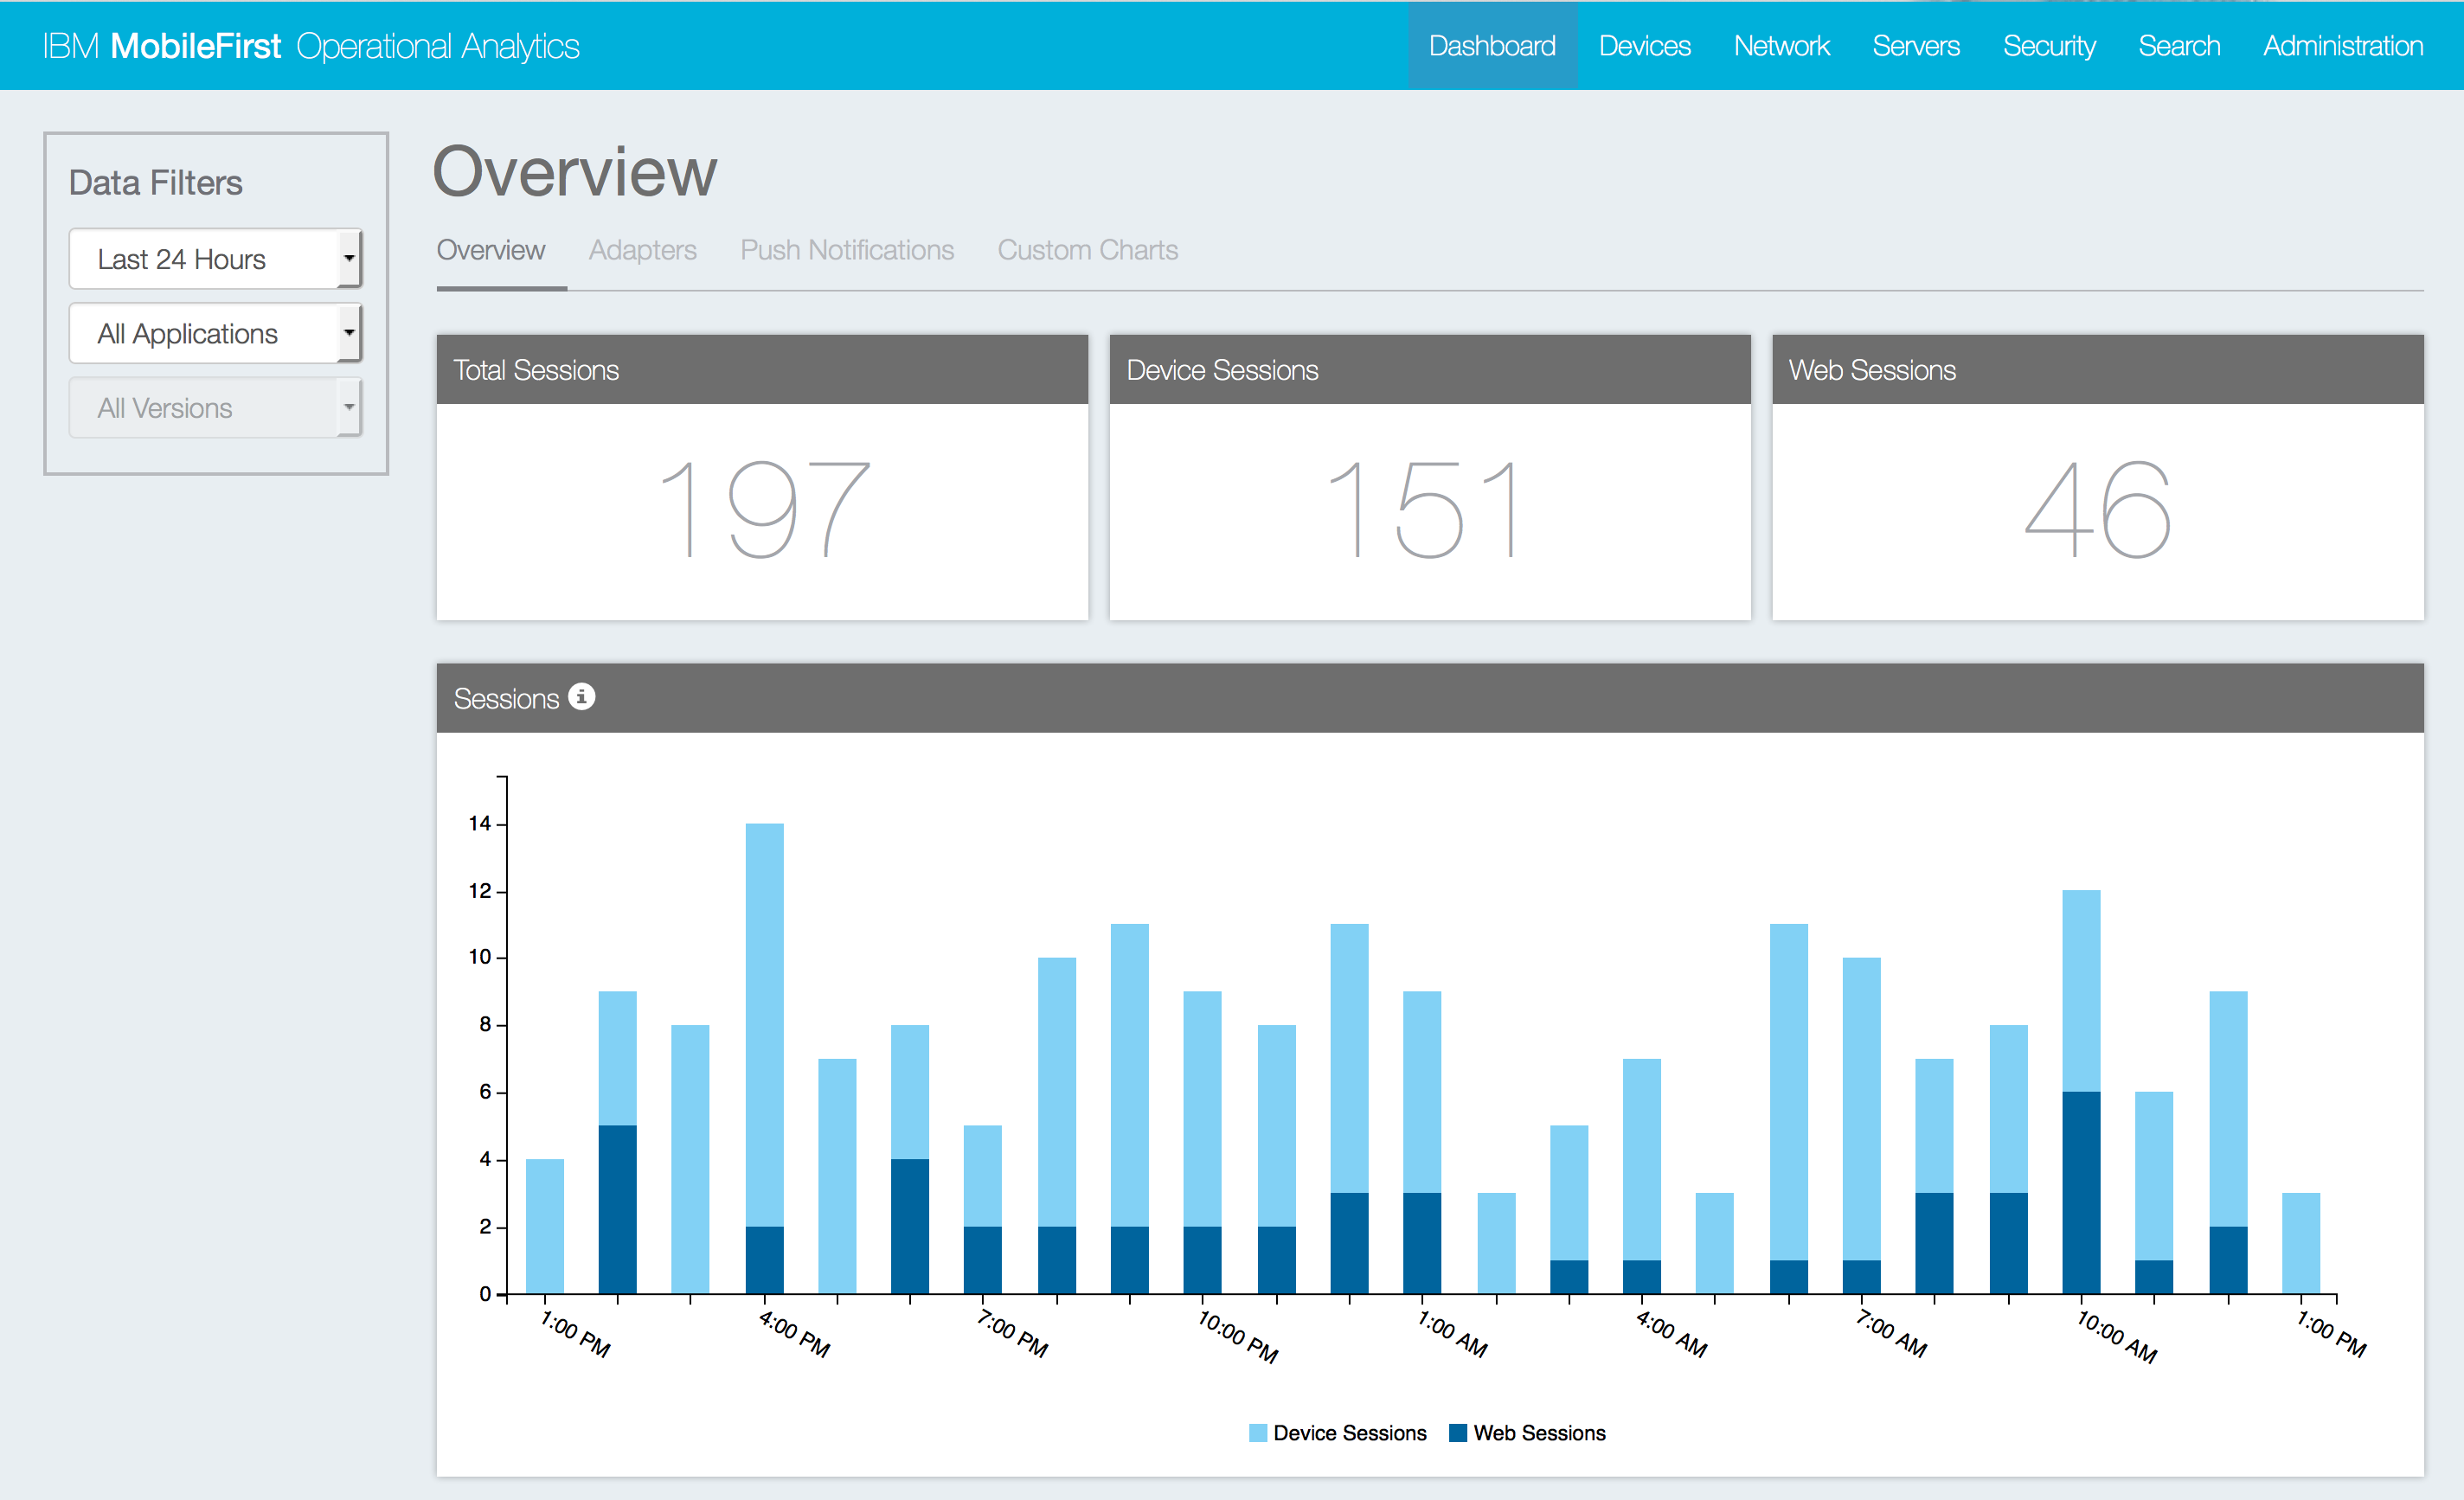 IBM MobileFirst Operational Analytics
Dashboard Devices Network Servers Security Search Administration
Data Filters
Last 24 Hours
All Applications
All Versions
Overview
Overview Adapters Push Notifications Custom Charts
Total Sessions
197
Device Sessions
151
Web Sessions
46
Sessions
14
12
10
8
6
4
2
0
1:00 PM 4:00 PM 7:00 PM 10:00 PM 1:00 AM 4:00 AM 7:00 AM 10:00 AM 1:00 PM
Device Sessions Web Sessions